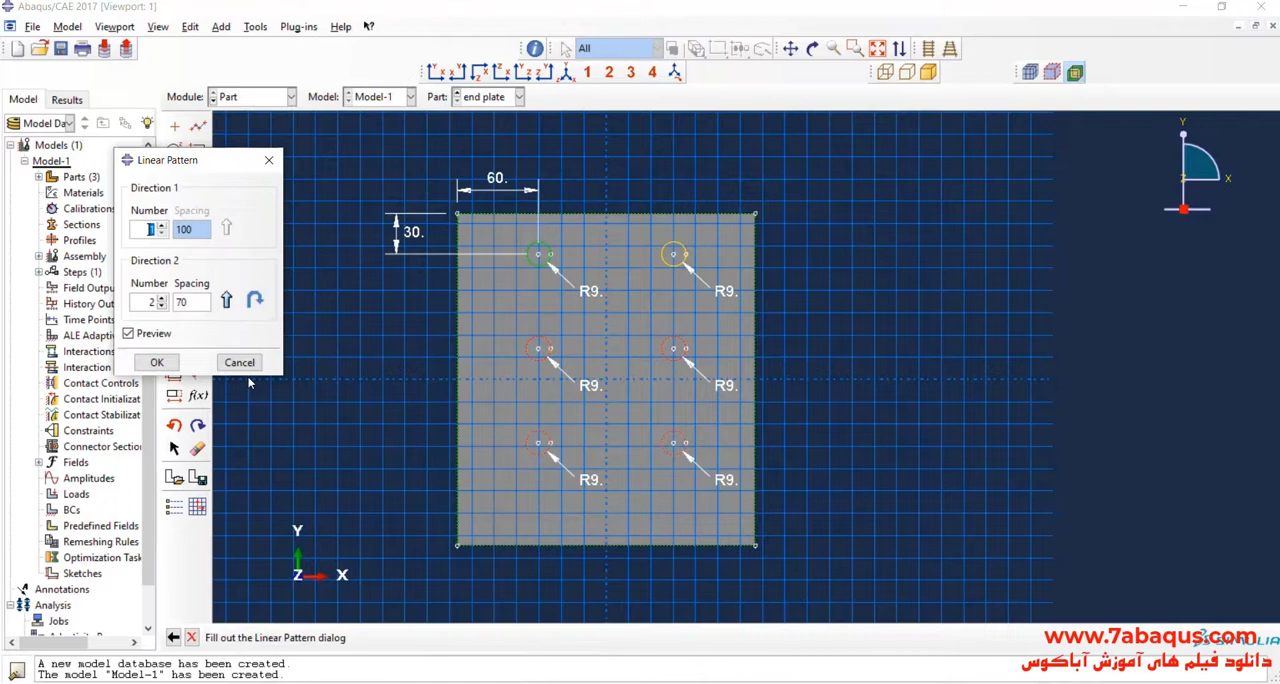 Abaqus/CAE 2017 [Viewport: 1]
File Model Viewport View Edit Add Tools Plug-ins Help
All
1 2 3 4
Model Results
Module: Part Model: Model-1 Part: end plate
Model Da
Models (1)
Model-1
Parts (3)
Materials
Calibrations
Sections
Profiles
Assembly
Steps (1)
Field Outp
History Out
Time Points
ALE Adaptiv
Interactions
Interaction
Contact Controls
Contact Initializat
Contact Stabilizat
Constraints
Connector Sectio
Fields
Amplitudes
Loads
BCs
Predefined Fields
Remeshing Rules
Optimization Task
Sketches
Annotations
Analysis
Jobs
Linear Pattern
Direction 1
Number Spacing
1 100
Direction 2
Number Spacing
2 70
Preview
OK Cancel
f(x)
60.
30.
R9. R9.
R9. R9.
R9. R9.
Y
X
Z
Y
Z X
Fill out the Linear Pattern dialog
A new model database has been created.
The model "Model-1" has been created.
www.7abaqus.com
دانلود فیلم های آموزش آباکوس